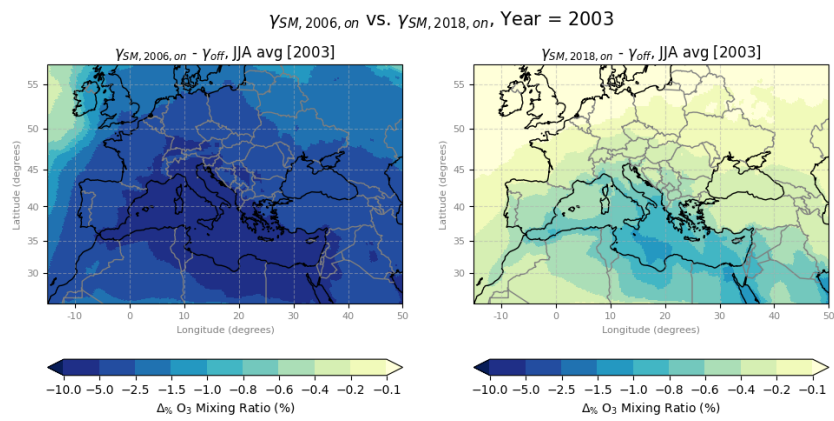 γSM, 2006, on vs. γSM, 2018, on, Year = 2003
γSM, 2006, on - γoff, JJA avg [2003]
55
50
45
40
35
30
Latitude (degrees)
-10 0 10 20 30 40 50
Longitude (degrees)
−10.0 −5.0 −2.5 −1.5 −1.0 −0.6 −0.4 −0.2 −0.1
Δ% O3 Mixing Ratio (%)
γSM, 2018, on - γoff, JJA avg [2003]
55
50
45
40
35
30
Latitude (degrees)
-10 0 10 20 30 40 50
Longitude (degrees)
−10.0 −5.0 −2.5 −1.5 −1.0 −0.6 −0.4 −0.2 −0.1
Δ% O3 Mixing Ratio (%)